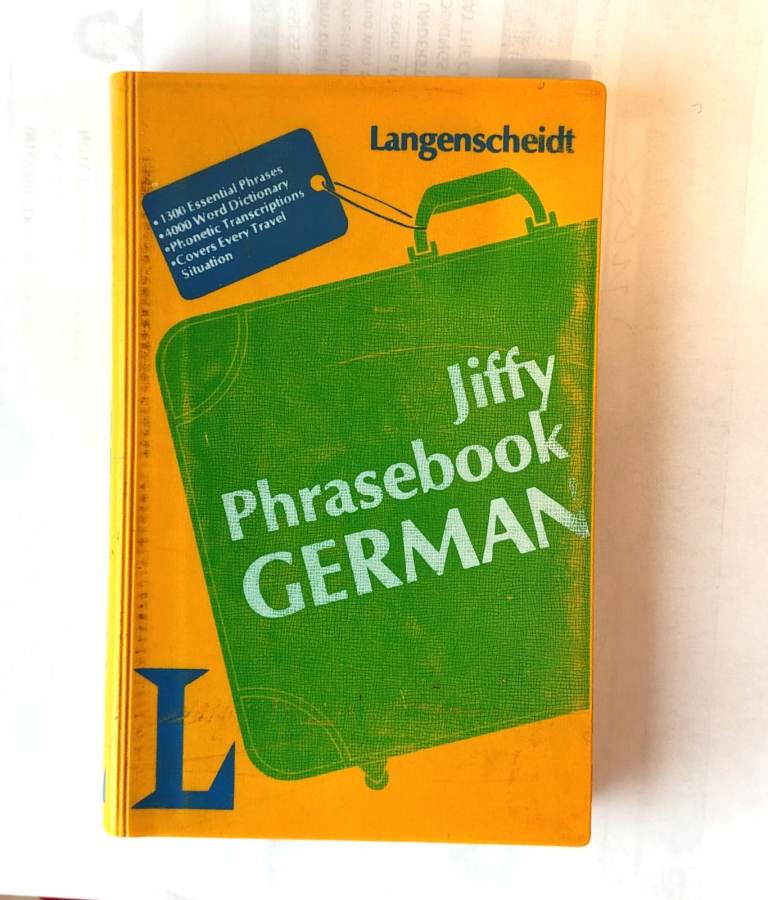 Langenscheidt
• 1300 Essential Phrases
• 4000 Word Dictionary
• Phonetic Transcriptions
• Covers Every Travel
Situation
Jiffy
Phrasebook
GERMAN
L